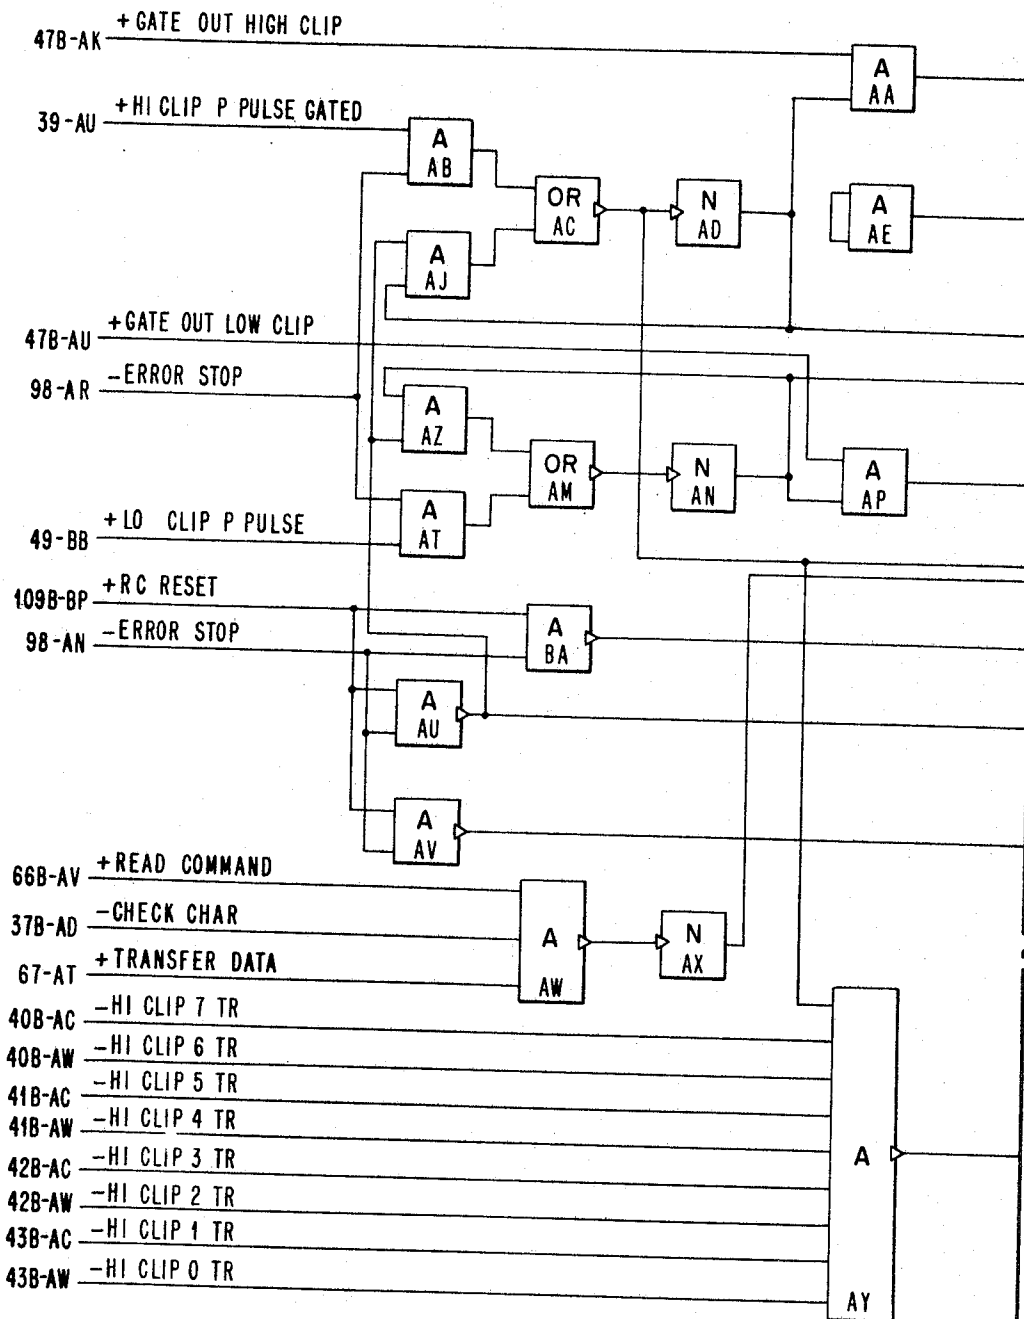 +GATE OUT HIGH CLIP
47B-AK
A
AA
+HI CLIP P PULSE GATED
39-AU
A
AB
OR
AC
N
AD
A
AE
A
AJ
+GATE OUT LOW CLIP
47B-AU
-ERROR STOP
98-AR
A
AZ
OR
AM
N
AN
A
AP
+LO CLIP P PULSE
49-BB
A
AT
+RC RESET
109B-BP
-ERROR STOP
98-AN
A
BA
A
AU
A
AV
+READ COMMAND
66B-AV
-CHECK CHAR
37B-AD
+TRANSFER DATA
67-AT
A
AW
N
AX
-HI CLIP 7 TR
40B-AC
-HI CLIP 6 TR
40B-AW
-HI CLIP 5 TR
41B-AC
-HI CLIP 4 TR
41B-AW
-HI CLIP 3 TR
42B-AC
-HI CLIP 2 TR
42B-AW
-HI CLIP 1 TR
43B-AC
-HI CLIP 0 TR
43B-AW
A
AY